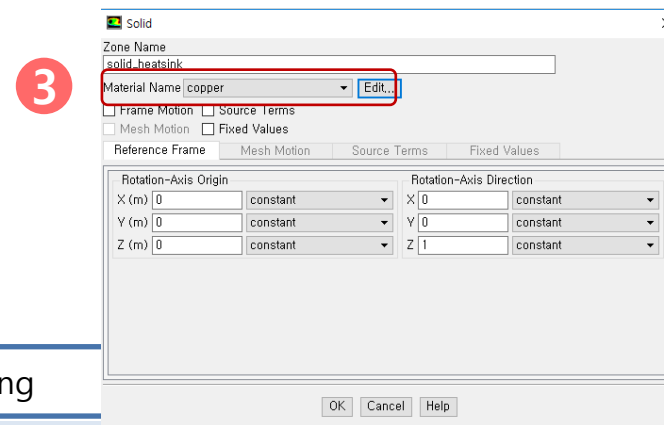 3
Solid
Zone Name
solid_heatsink
Material Name copper Edit...
Frame Motion Source Terms
Mesh Motion Fixed Values
Reference Frame Mesh Motion Source Terms Fixed Values
Rotation-Axis Origin Rotation-Axis Direction
X (m) 0 constant X 0 constant
Y (m) 0 constant Y 0 constant
Z (m) 0 constant Z 1 constant
OK Cancel Help